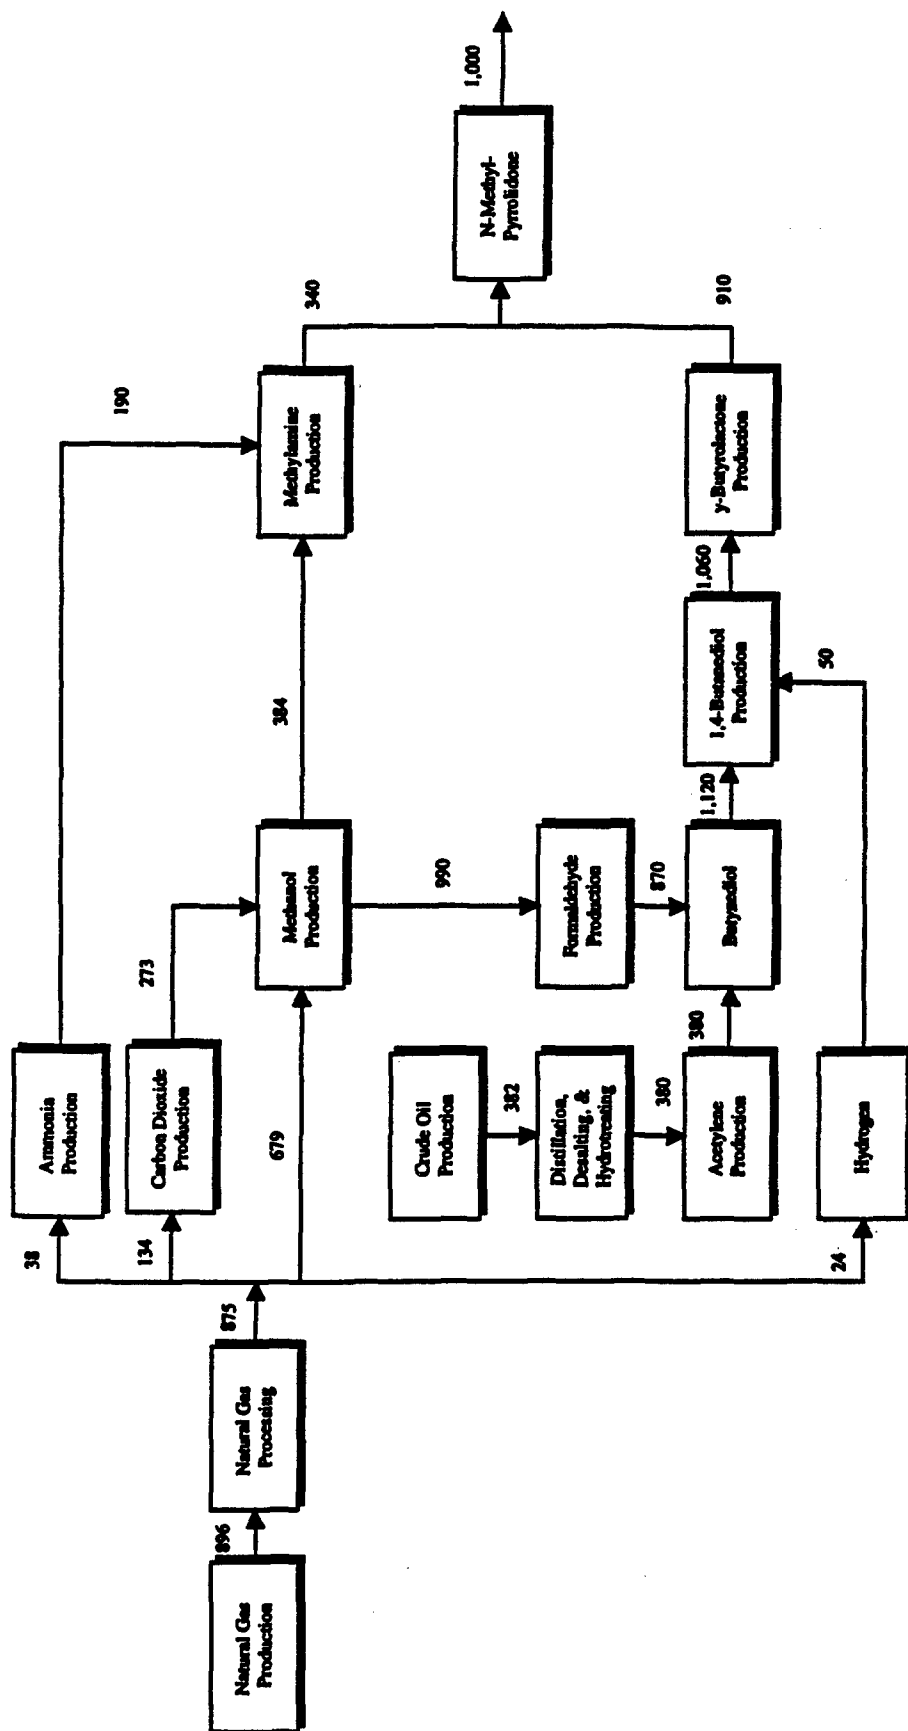 Natural Gas
Production
896
Natural Gas
Processing
875
38
134
679
24
Ammonia
Production
190
Carbon Dioxide
Production
273
Methanol
Production
384
990
Methylamine
Production
340
Crude Oil
Production
382
Distillation,
Desalting, &
Hydrotreating
380
Acetylene
Production
380
Formaldehyde
Production
870
Butynediol
1,120
1,4-Butanediol
Production
1,060
Hydrogen
50
y-Butyrolactone
Production
910
N-Methyl-
Pyrrolidone
1,000